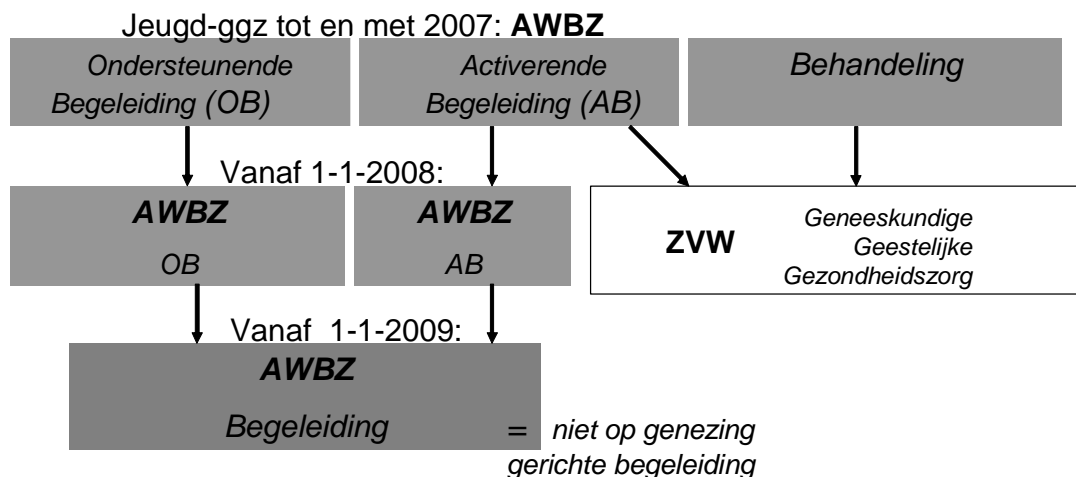 Jeugd-ggz tot en met 2007: AWBZ
Ondersteunende
Begeleiding (OB)
Activerende
Begeleiding (AB)
Behandeling
Vanaf 1-1-2008:
AWBZ
OB
AWBZ
AB
ZVW
Geneeskundige
Geestelijke
Gezondheidszorg
Vanaf 1-1-2009:
AWBZ
Begeleiding = niet op genezing
gerichte begeleiding